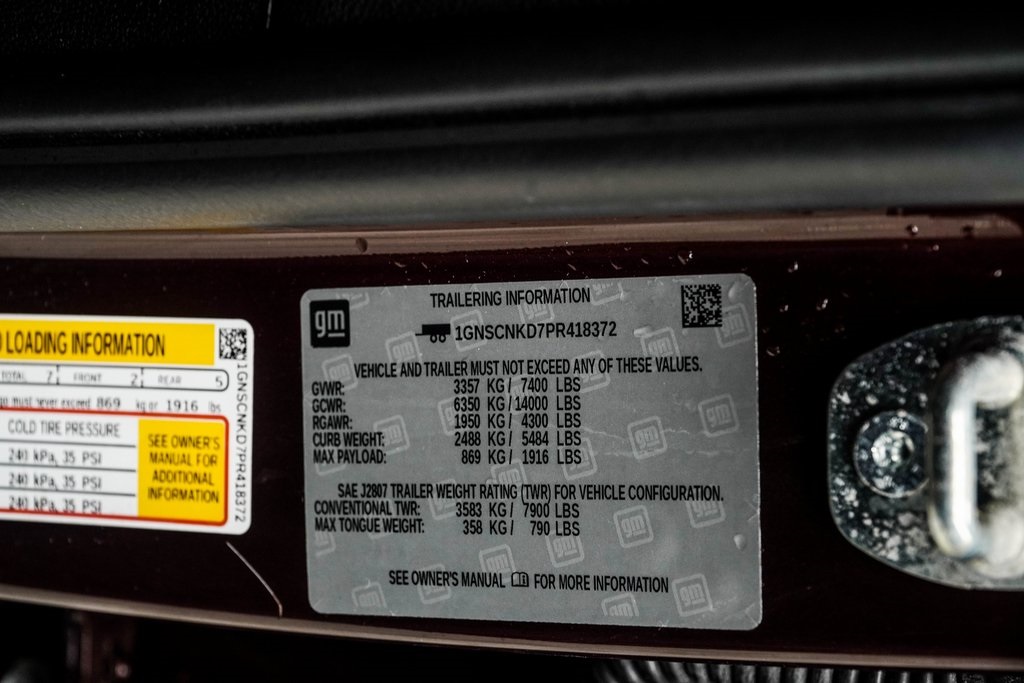 LOADING INFORMATION
TOTAL 7 FRONT 2 REAR 5
must never exceed 869 kg or 1916 lbs
COLD TIRE PRESSURE
240 kPa, 35 PSI
240 kPa, 35 PSI
240 kPa, 35 PSI
SEE OWNER'S
MANUAL FOR
ADDITIONAL
INFORMATION
1GNSCNKD7PR418372
gm
TRAILERING INFORMATION
1GNSCNKD7PR418372
VEHICLE AND TRAILER MUST NOT EXCEED ANY OF THESE VALUES.
GVWR: 3357 KG / 7400 LBS
GCWR: 6350 KG / 14000 LBS
RGAWR: 1950 KG / 4300 LBS
CURB WEIGHT: 2488 KG / 5484 LBS
MAX PAYLOAD: 869 KG / 1916 LBS
SAE J2807 TRAILER WEIGHT RATING (TWR) FOR VEHICLE CONFIGURATION.
CONVENTIONAL TWR: 3583 KG / 7900 LBS
MAX TONGUE WEIGHT: 358 KG / 790 LBS
SEE OWNER'S MANUAL FOR MORE INFORMATION